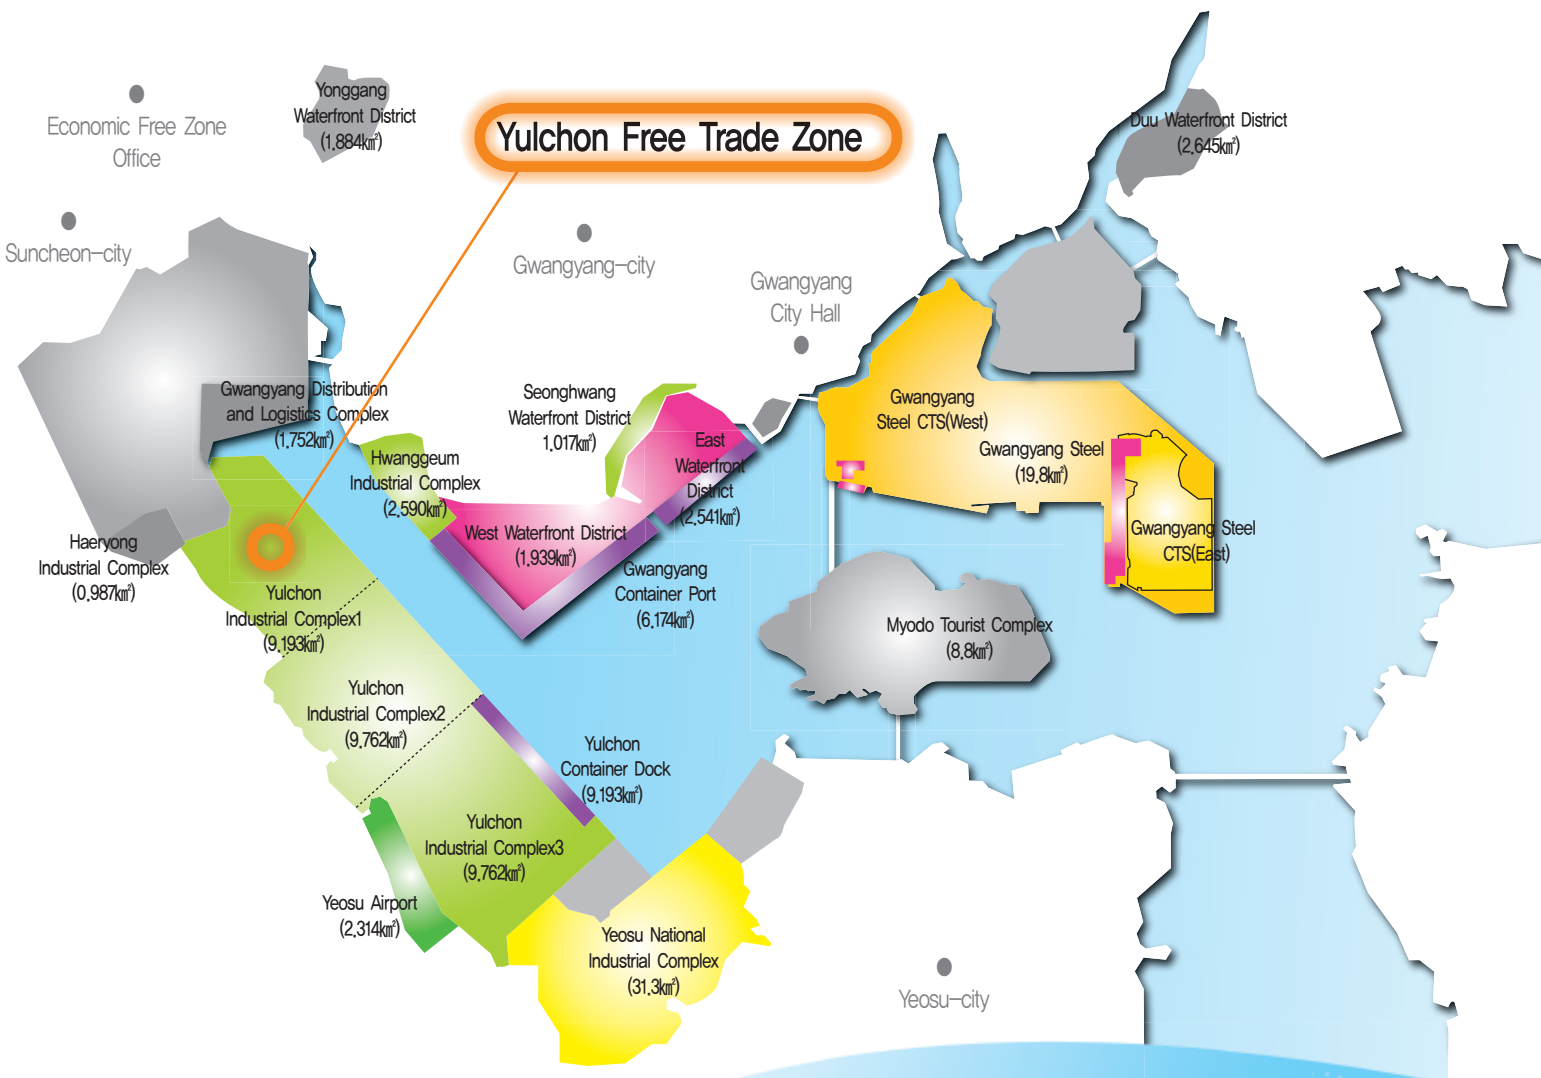 Yonggang
Waterfront District
(1.884㎢)
Economic Free Zone
Office
Yulchon Free Trade Zone
Duu Waterfront District
(2.645㎢)
Suncheon-city
Gwangyang-city
Gwangyang
City Hall
Gwangyang Distribution
and Logistics Complex
(1.752㎢)
Seonghwang
Waterfront District
1.017㎢)
Gwangyang
Steel CTS(West)
Hwanggeum
Industrial Complex
(2.590㎢)
East
Waterfront
District
(2.541㎢)
Gwangyang Steel
(19.8㎢)
West Waterfront District
(1.939㎢)
Gwangyang Steel
CTS(East)
Haeryong
Industrial Complex
(0.987㎢)
Gwangyang
Container Port
(6.174㎢)
Yulchon
Industrial Complex1
(9.193㎢)
Myodo Tourist Complex
(8.8㎢)
Yulchon
Industrial Complex2
(9.762㎢)
Yulchon
Container Dock
(9.193㎢)
Yulchon
Industrial Complex3
(9.762㎢)
Yeosu Airport
(2.314㎢)
Yeosu National
Industrial Complex
(31.3㎢)
Yeosu-city